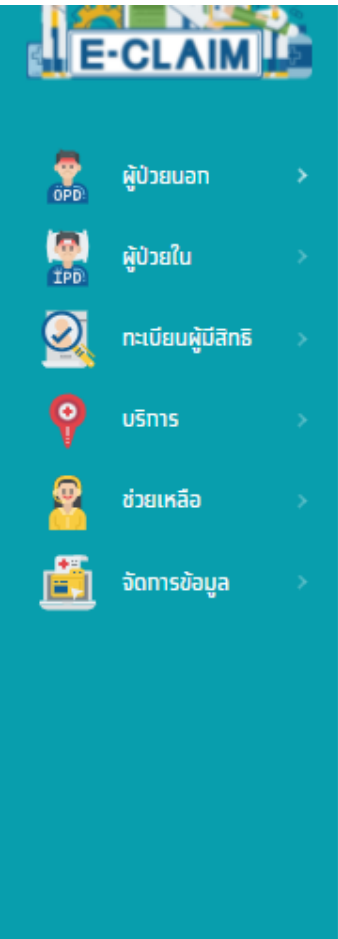 E-CLAIM
OPD
ผู้ป่วยนอก
IPD
ผู้ป่วยใน
ทะเบียนผู้มีสิทธิ
บริการ
ช่วยเหลือ
จัดการข้อมูล